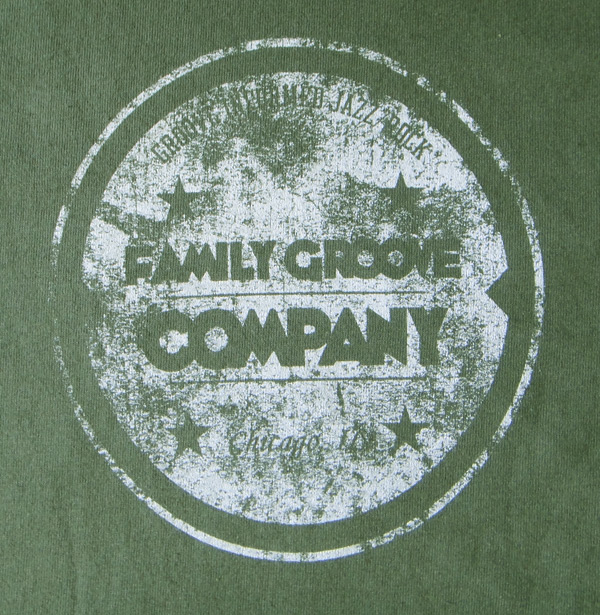 GROOVE INFORMED JAZZ ROCK
FAMILY GROOVE
COMPANY
Chicago,